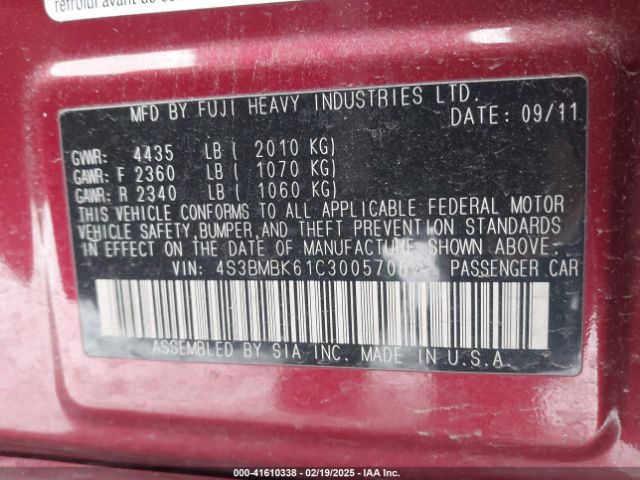 refroidi avant de
MFD BY FUJI HEAVY INDUSTRIES LTD.
DATE: 09/11
GVWR: 4435 LB ( 2010 KG)
GAWR: F 2360 LB ( 1070 KG)
GAWR: R 2340 LB ( 1060 KG)
THIS VEHICLE CONFORMS TO ALL APPLICABLE FEDERAL MOTOR
VEHICLE SAFETY, BUMPER, AND THEFT PREVENTION STANDARDS
IN EFFECT ON THE DATE OF MANUFACTURE SHOWN ABOVE.
VIN: 4S3BMBK61C3005706 PASSENGER CAR
ASSEMBLED BY SIA INC. MADE IN U.S.A.
000-41610338 - 02/19/2025 - IAA Inc.